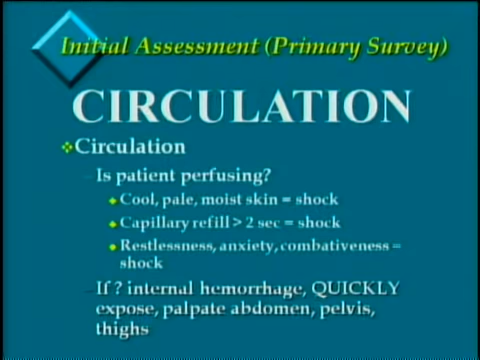 Initial Assessment (Primary Survey)
CIRCULATION
Circulation
– Is patient perfusing?
Cool, pale, moist skin = shock
Capillary refill > 2 sec = shock
Restlessness, anxiety, combativeness =
shock
– If ? internal hemorrhage, QUICKLY
expose, palpate abdomen, pelvis,
thighs